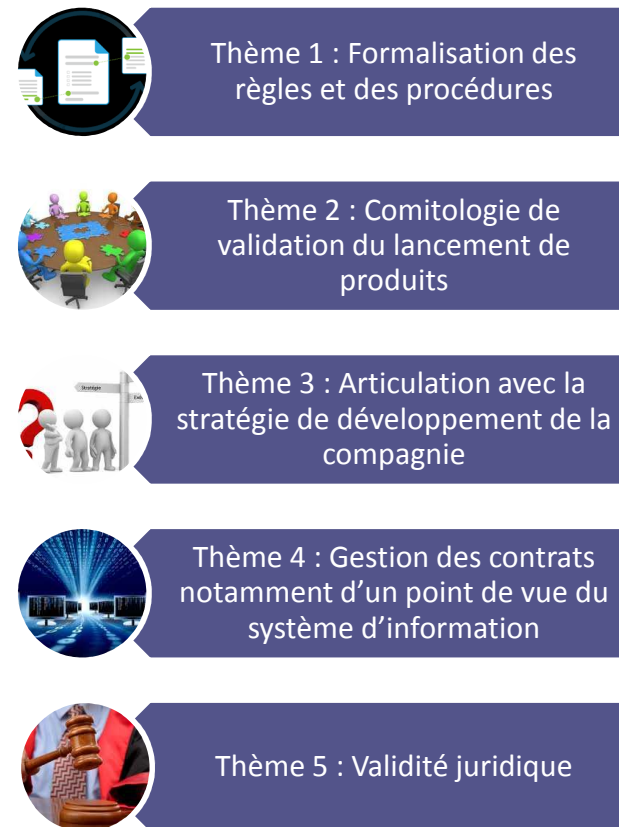 Thème 1 : Formalisation des
règles et des procédures
Thème 2 : Comitologie de
validation du lancement de
produits
Stratégie
Thème 3 : Articulation avec la
stratégie de développement de la
compagnie
Thème 4 : Gestion des contrats
notamment d’un point de vue du
système d’information
Thème 5 : Validité juridique